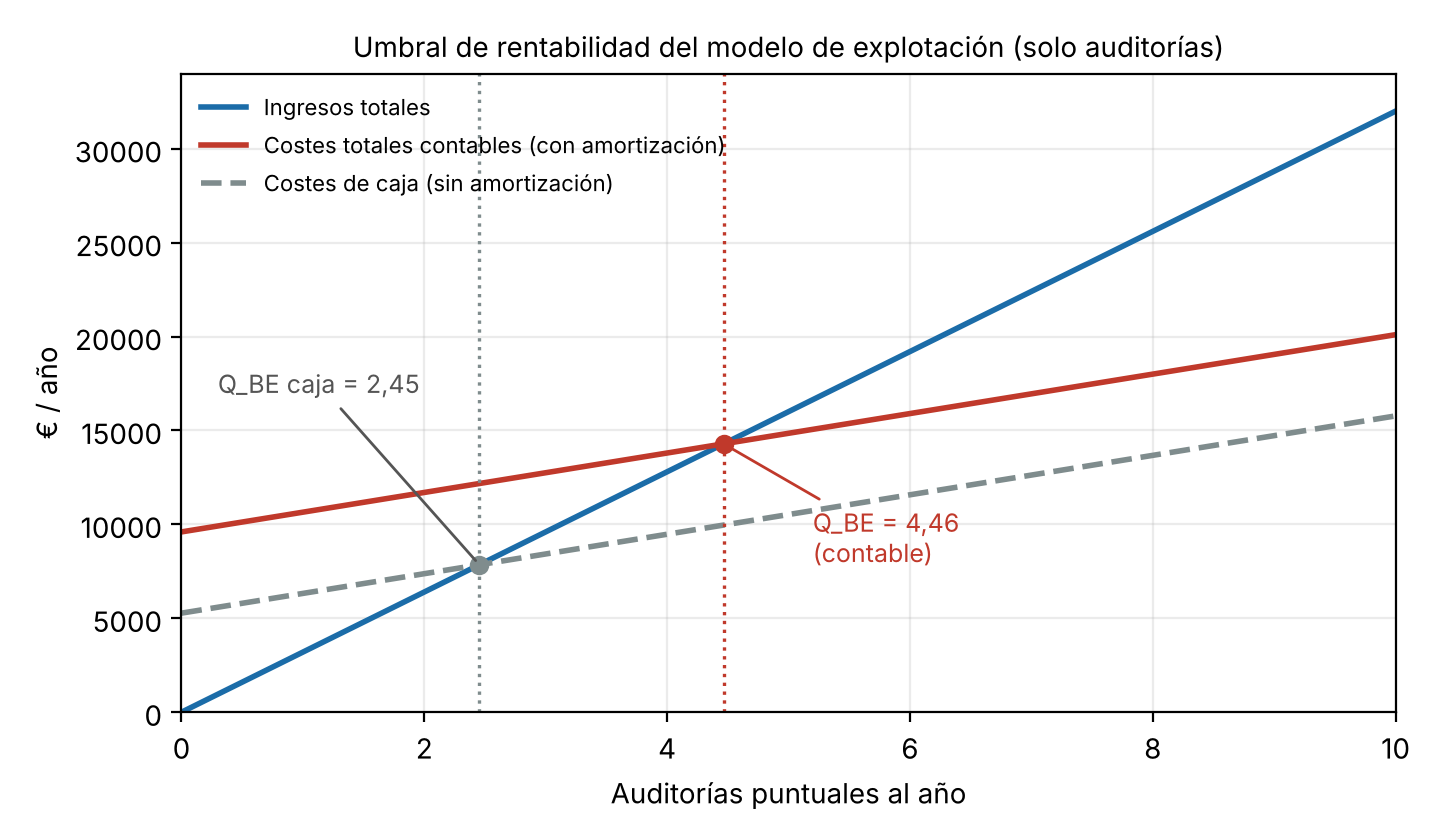 Umbral de rentabilidad del modelo de explotación (solo auditorías)
Ingresos totales
Costes totales contables (con amortización)
Costes de caja (sin amortización)
30000
25000
20000
15000
10000
5000
0
€ / año
Q_BE caja = 2,45
Q_BE = 4,46
(contable)
0 2 4 6 8 10
Auditorías puntuales al año